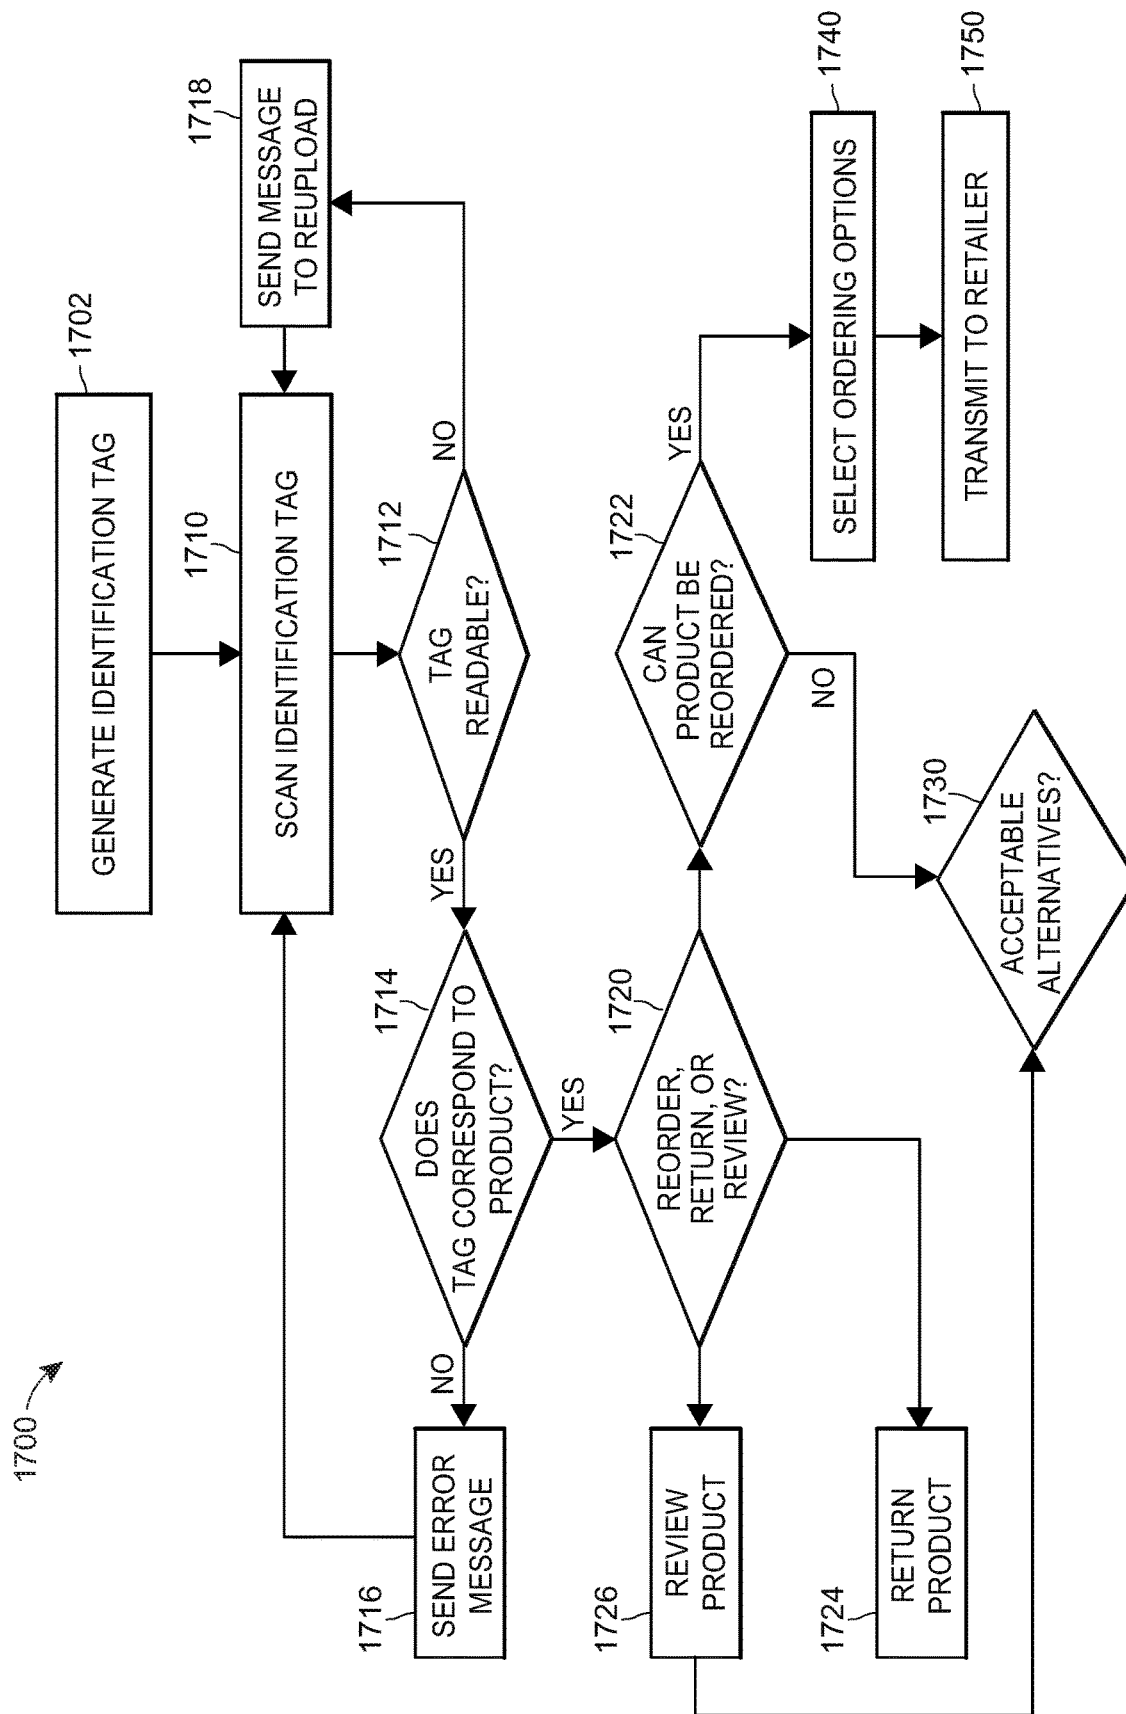 1700
GENERATE IDENTIFICATION TAG
1702
SCAN IDENTIFICATION TAG
1710
SEND MESSAGE
TO REUPLOAD
1718
TAG
READABLE?
1712
NO
YES
DOES
TAG CORRESPOND TO
PRODUCT?
1714
NO
YES
SEND ERROR
MESSAGE
1716
REORDER,
RETURN, OR
REVIEW?
1720
CAN
PRODUCT BE
REORDERED?
1722
YES
NO
REVIEW
PRODUCT
1726
RETURN
PRODUCT
1724
SELECT ORDERING OPTIONS
1740
TRANSMIT TO RETAILER
1750
ACCEPTABLE
ALTERNATIVES?
1730